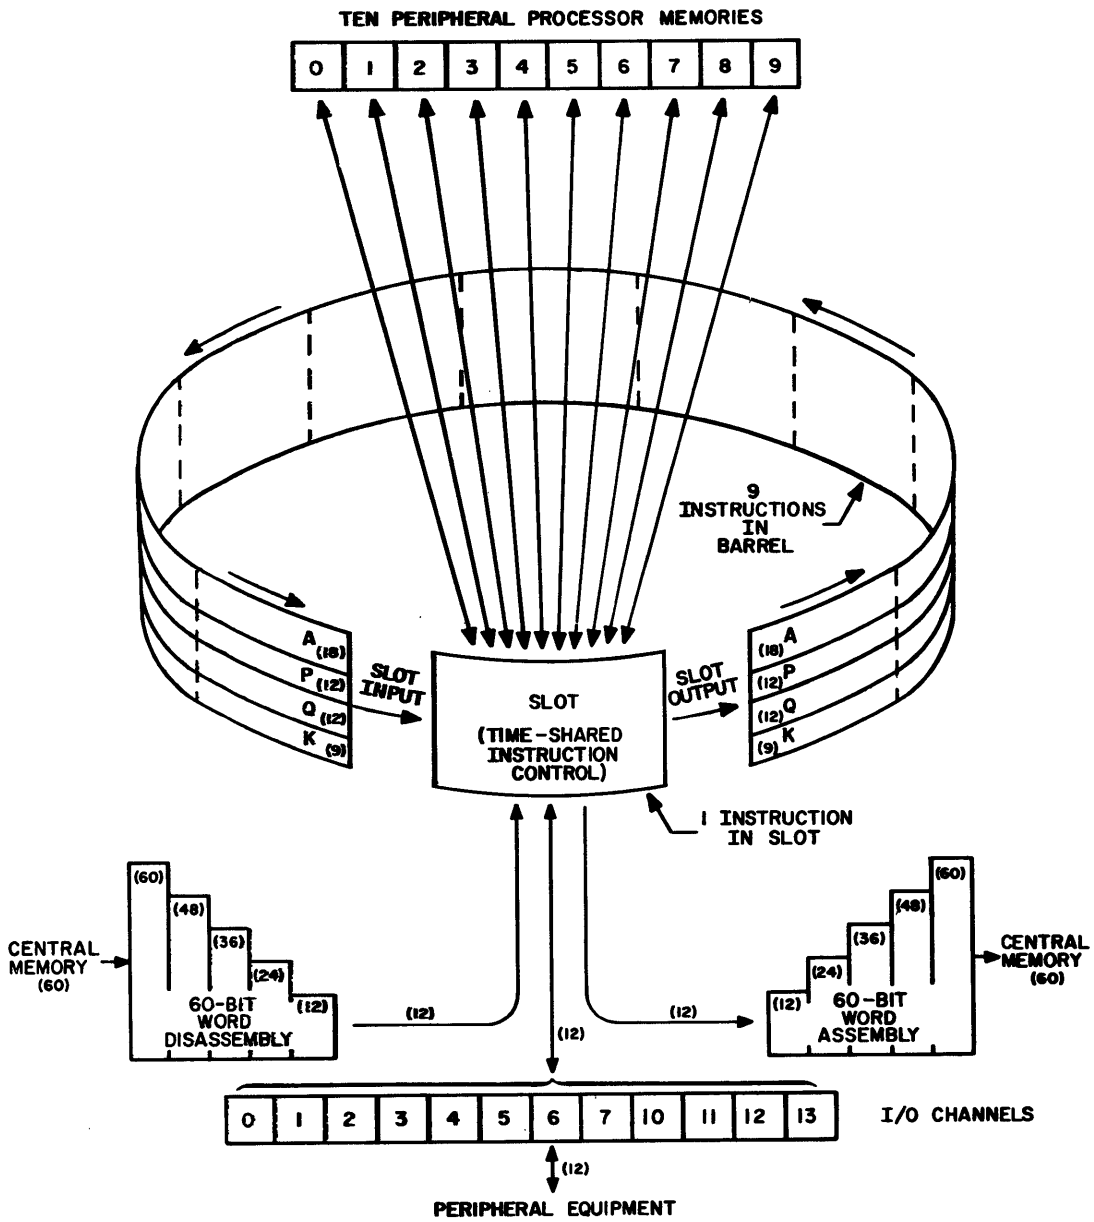 TEN PERIPHERAL PROCESSOR MEMORIES
0 1 2 3 4 5 6 7 8 9
9
INSTRUCTIONS
IN
BARREL
A
(18)
P (12)
Q (12)
K (9)
SLOT
INPUT
SLOT
(TIME-SHARED
INSTRUCTION
CONTROL)
SLOT
OUTPUT
A
(18)
(12) P
(12) Q
(9) K
1 INSTRUCTION
IN SLOT
CENTRAL
MEMORY
(60)
(60)
(48)
(36)
(24)
(12)
60-BIT
WORD
DISASSEMBLY
(12)
(12)
(12)
(12)
(24)
(36)
(48)
(60)
60-BIT
WORD
ASSEMBLY
CENTRAL
MEMORY
(60)
0 1 2 3 4 5 6 7 10 11 12 13
I/O CHANNELS
(12)
PERIPHERAL EQUIPMENT